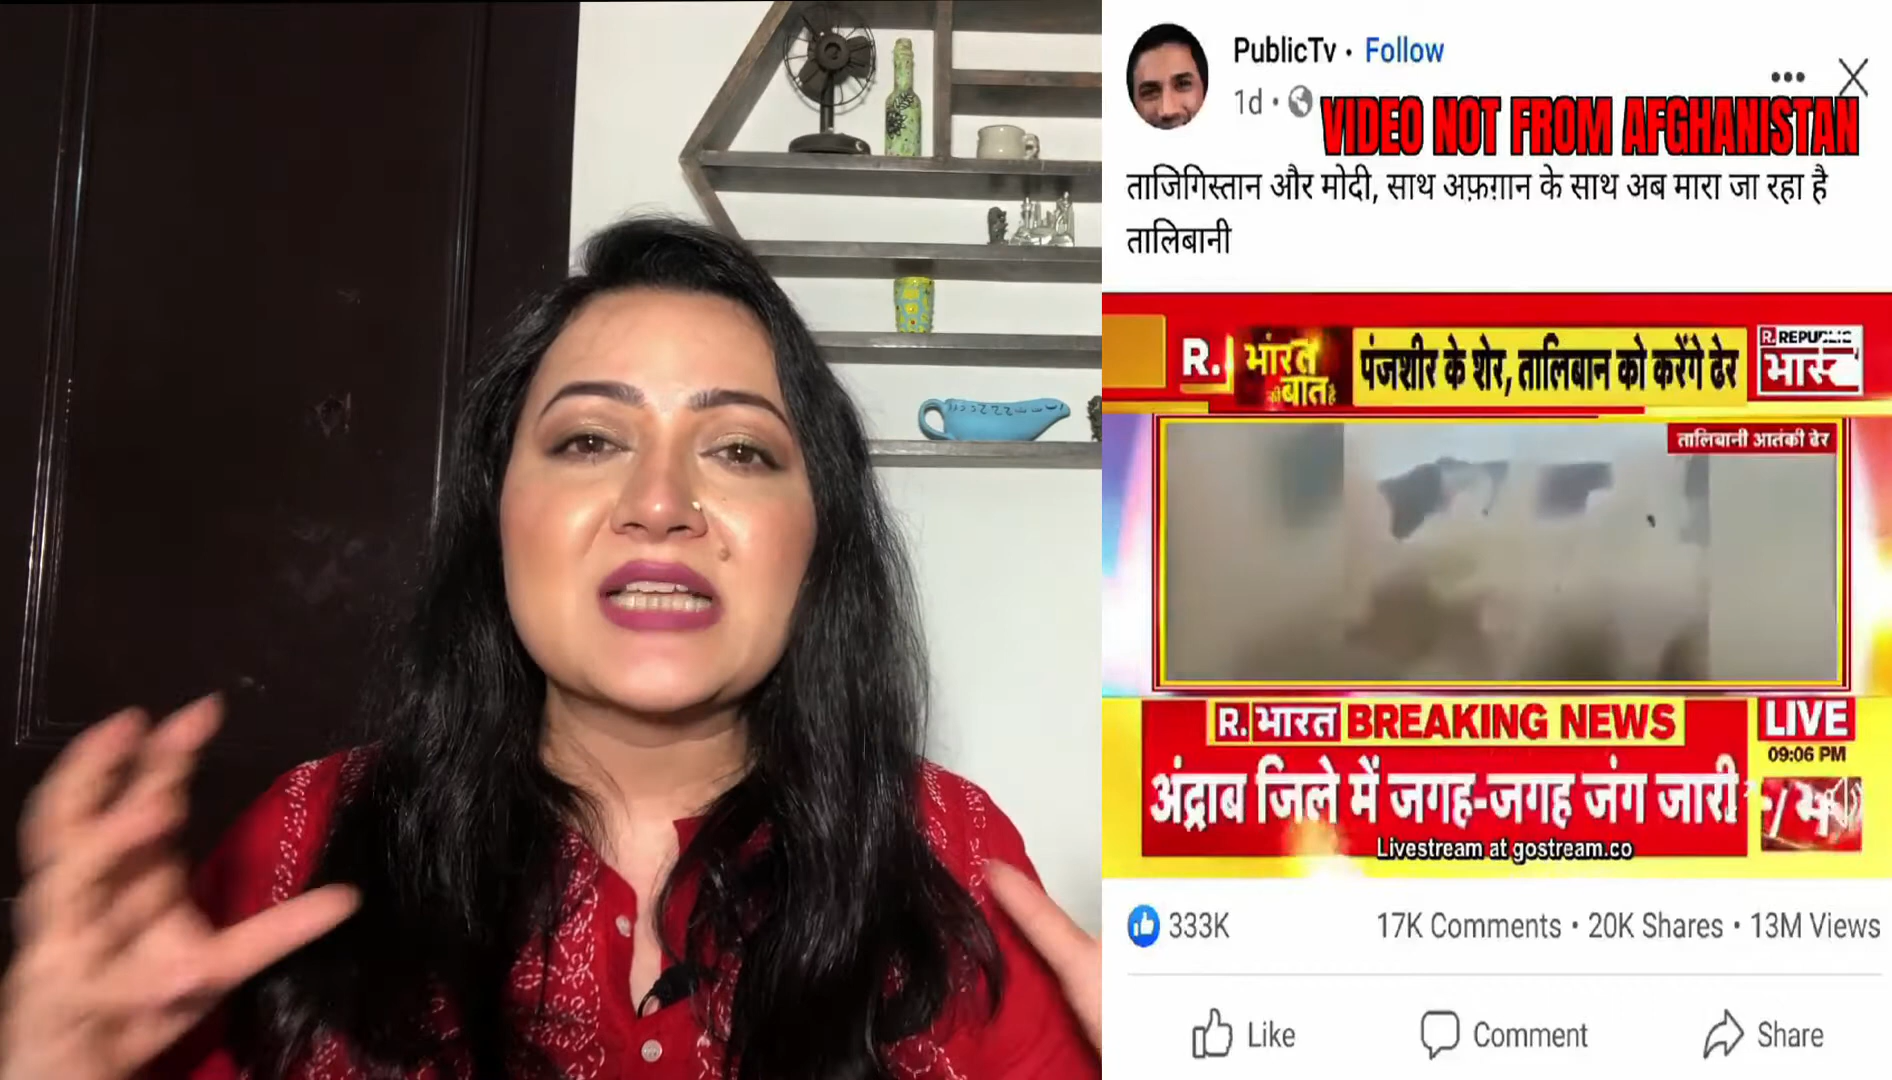 PublicTv · Follow
1d ·
VIDEO NOT FROM AFGHANISTAN
ताजिगिस्तान और मोदी, साथ अफ़ग़ान के साथ अब मारा जा रहा है
तालिबानी
R. भारत की बात है
पंजशीर के शेर, तालिबान को करेंगे ढेर
R. REPUBLIC
तालिबानी आतंकी ढेर
R. भारत BREAKING NEWS
LIVE
09:06 PM
अंद्राब जिले में जगह-जगह जंग जारी
Livestream at gostream.co
333K
17K Comments · 20K Shares · 13M Views
Like
Comment
Share